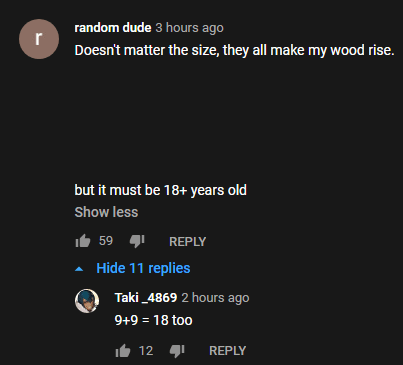 random dude 3 hours ago
Doesn't matter the size, they all make my wood rise.
but it must be 18+ years old
Show less
59 REPLY
Hide 11 replies
Taki _4869 2 hours ago
9+9 = 18 too
12 REPLY
r